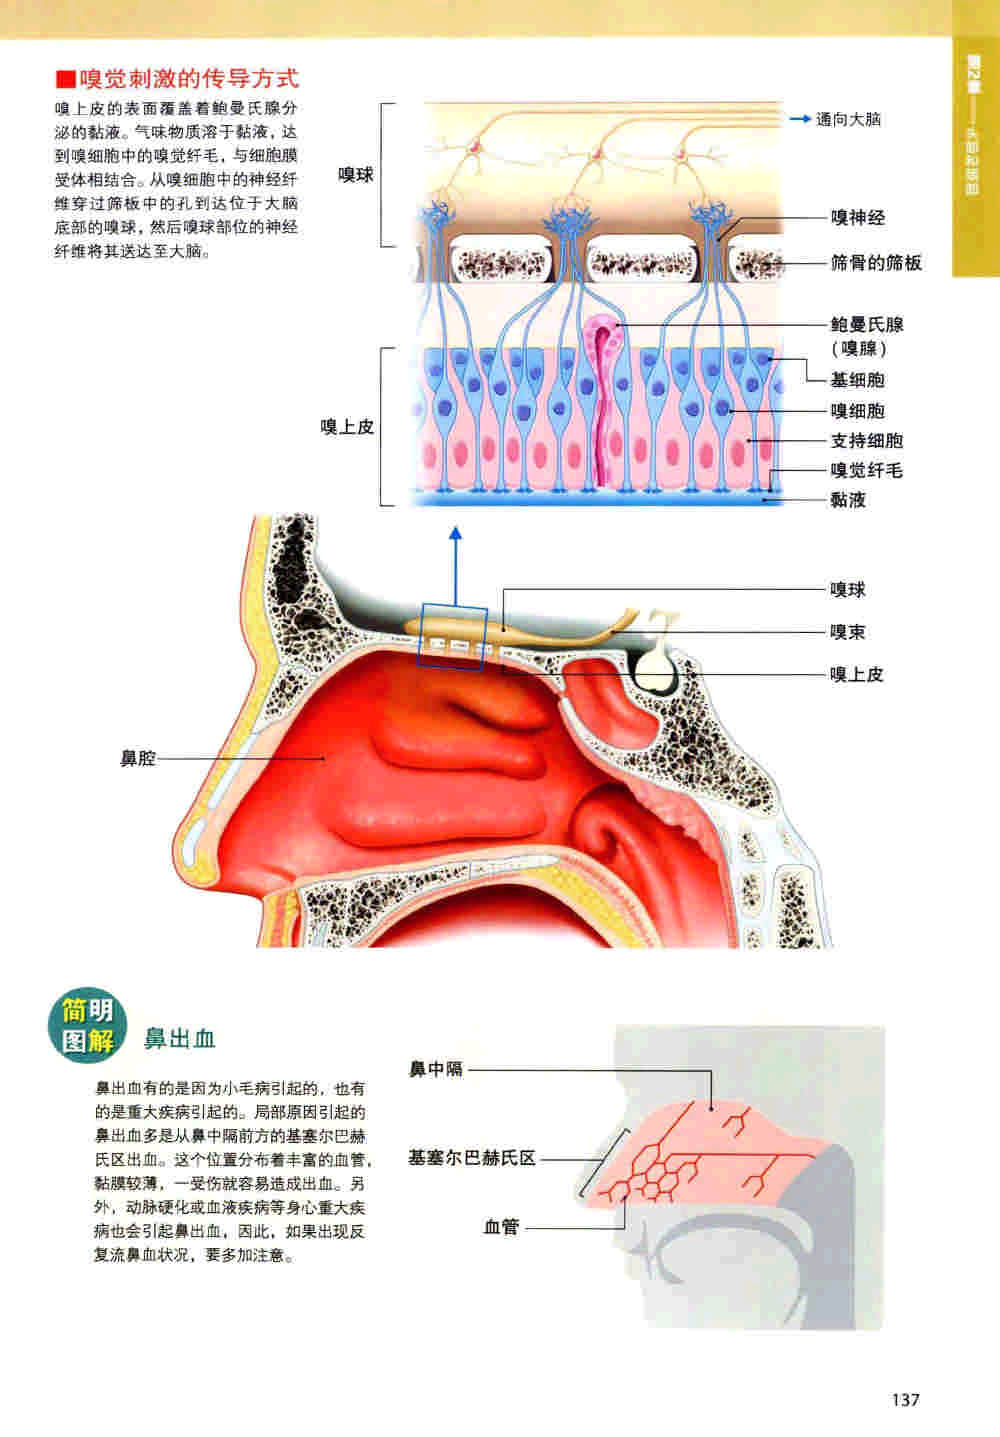 第2章——头部和颈部
■嗅觉刺激的传导方式
嗅上皮的表面覆盖着鲍曼氏腺分
泌的黏液。气味物质溶于黏液，达
到嗅细胞中的嗅觉纤毛，与细胞膜
受体相结合。从嗅细胞中的神经纤
维穿过筛板中的孔到达位于大脑
底部的嗅球，然后嗅球部位的神经
纤维将其送达至大脑。
嗅球
嗅上皮
通向大脑
嗅神经
筛骨的筛板
鲍曼氏腺
（嗅腺）
基细胞
嗅细胞
支持细胞
嗅觉纤毛
黏液
嗅球
嗅束
嗅上皮
鼻腔
简明
图解
鼻出血
鼻出血有的是因为小毛病引起的，也有
的是重大疾病引起的。局部原因引起的
鼻出血多是从鼻中隔前方的基塞尔巴赫
氏区出血。这个位置分布着丰富的血管，
黏膜较薄，一受伤就容易造成出血。另
外，动脉硬化或血液疾病等身心重大疾
病也会引起鼻出血，因此，如果出现反
复流鼻血状况，要多加注意。
鼻中隔
基塞尔巴赫氏区
血管
137